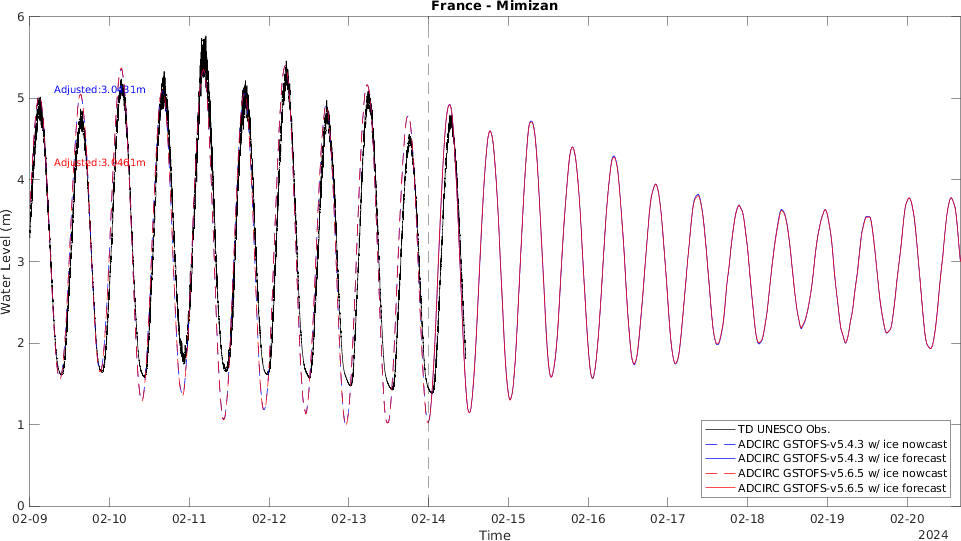 France - Mimizan
6
5
4
3
2
1
0
Water Level (m)
Adjusted:3.0431m
Adjusted:3.0461m
02-09
02-10
02-11
02-12
02-13
02-14
02-15
02-16
02-17
02-18
02-19
02-20
Time
2024
TD UNESCO Obs.
ADCIRC GSTOFS-v5.4.3 w/ ice nowcast
ADCIRC GSTOFS-v5.4.3 w/ ice forecast
ADCIRC GSTOFS-v5.6.5 w/ ice nowcast
ADCIRC GSTOFS-v5.6.5 w/ ice forecast